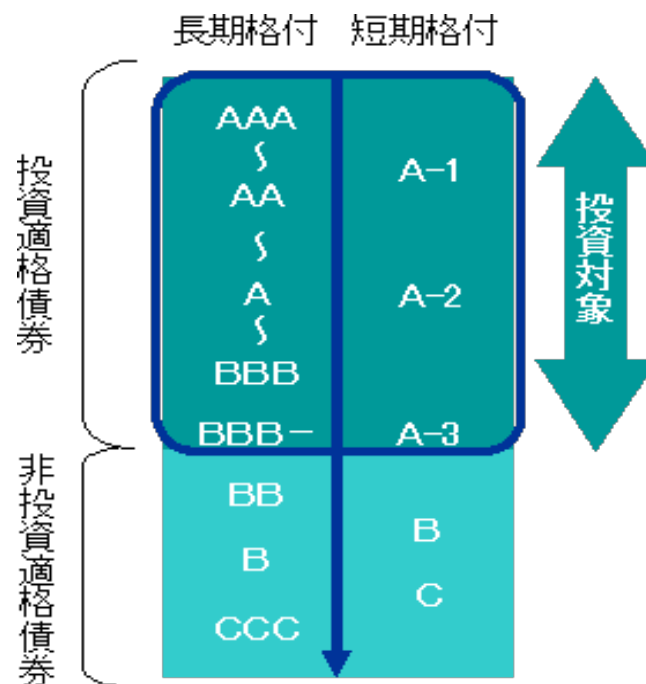 長期格付 短期格付
投資適格債券
AAA
〜
AA
〜
A
〜
BBB
BBB－
A-1
A-2
A-3
投資対象
非投資適格債券
BB
B
CCC
B
C